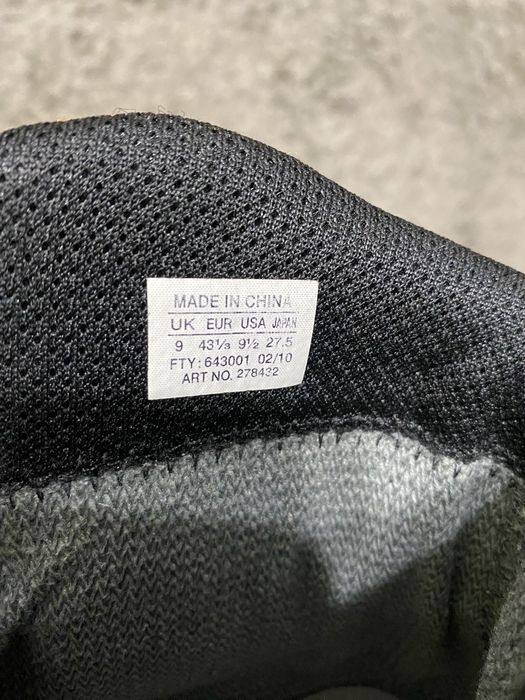 MADE IN CHINA
UK EUR USA JAPAN
9 43⅓ 9½ 27.5
FTY: 643001 02/10
ART NO. 278432